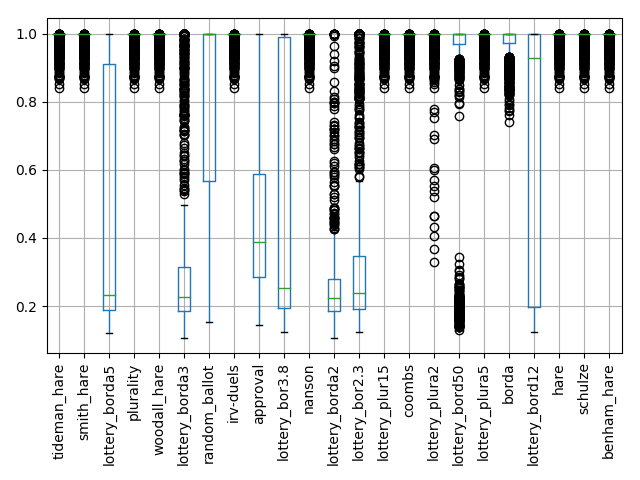 1.0
0.8
0.6
0.4
0.2
tideman_hare
smith_hare
lottery_borda5
plurality
woodall_hare
lottery_borda3
random_ballot
irv-duels
approval
lottery_bor3.8
nanson
lottery_borda2
lottery_bor2.3
lottery_plur15
coombs
lottery_plura2
lottery_bord50
lottery_plura5
borda
lottery_bord12
hare
schulze
benham_hare